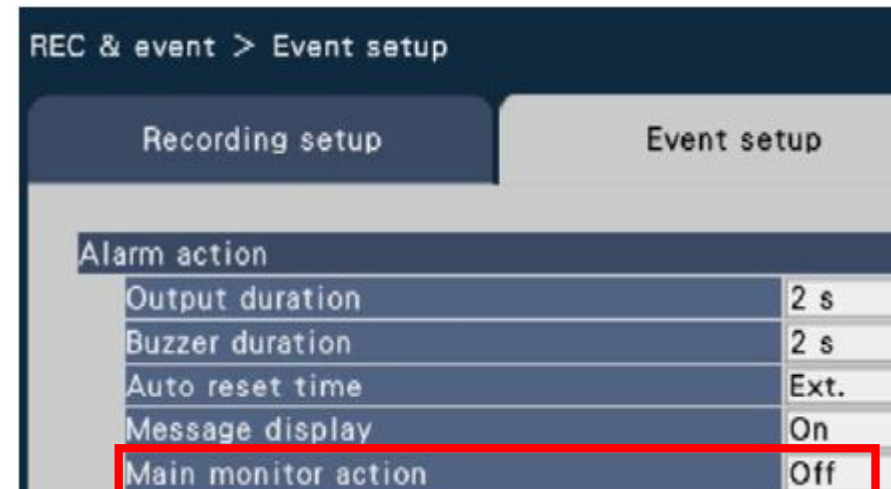 REC & event > Event setup
Recording setup Event setup
Alarm action
Output duration 2 s
Buzzer duration 2 s
Auto reset time Ext.
Message display On
Main monitor action Off